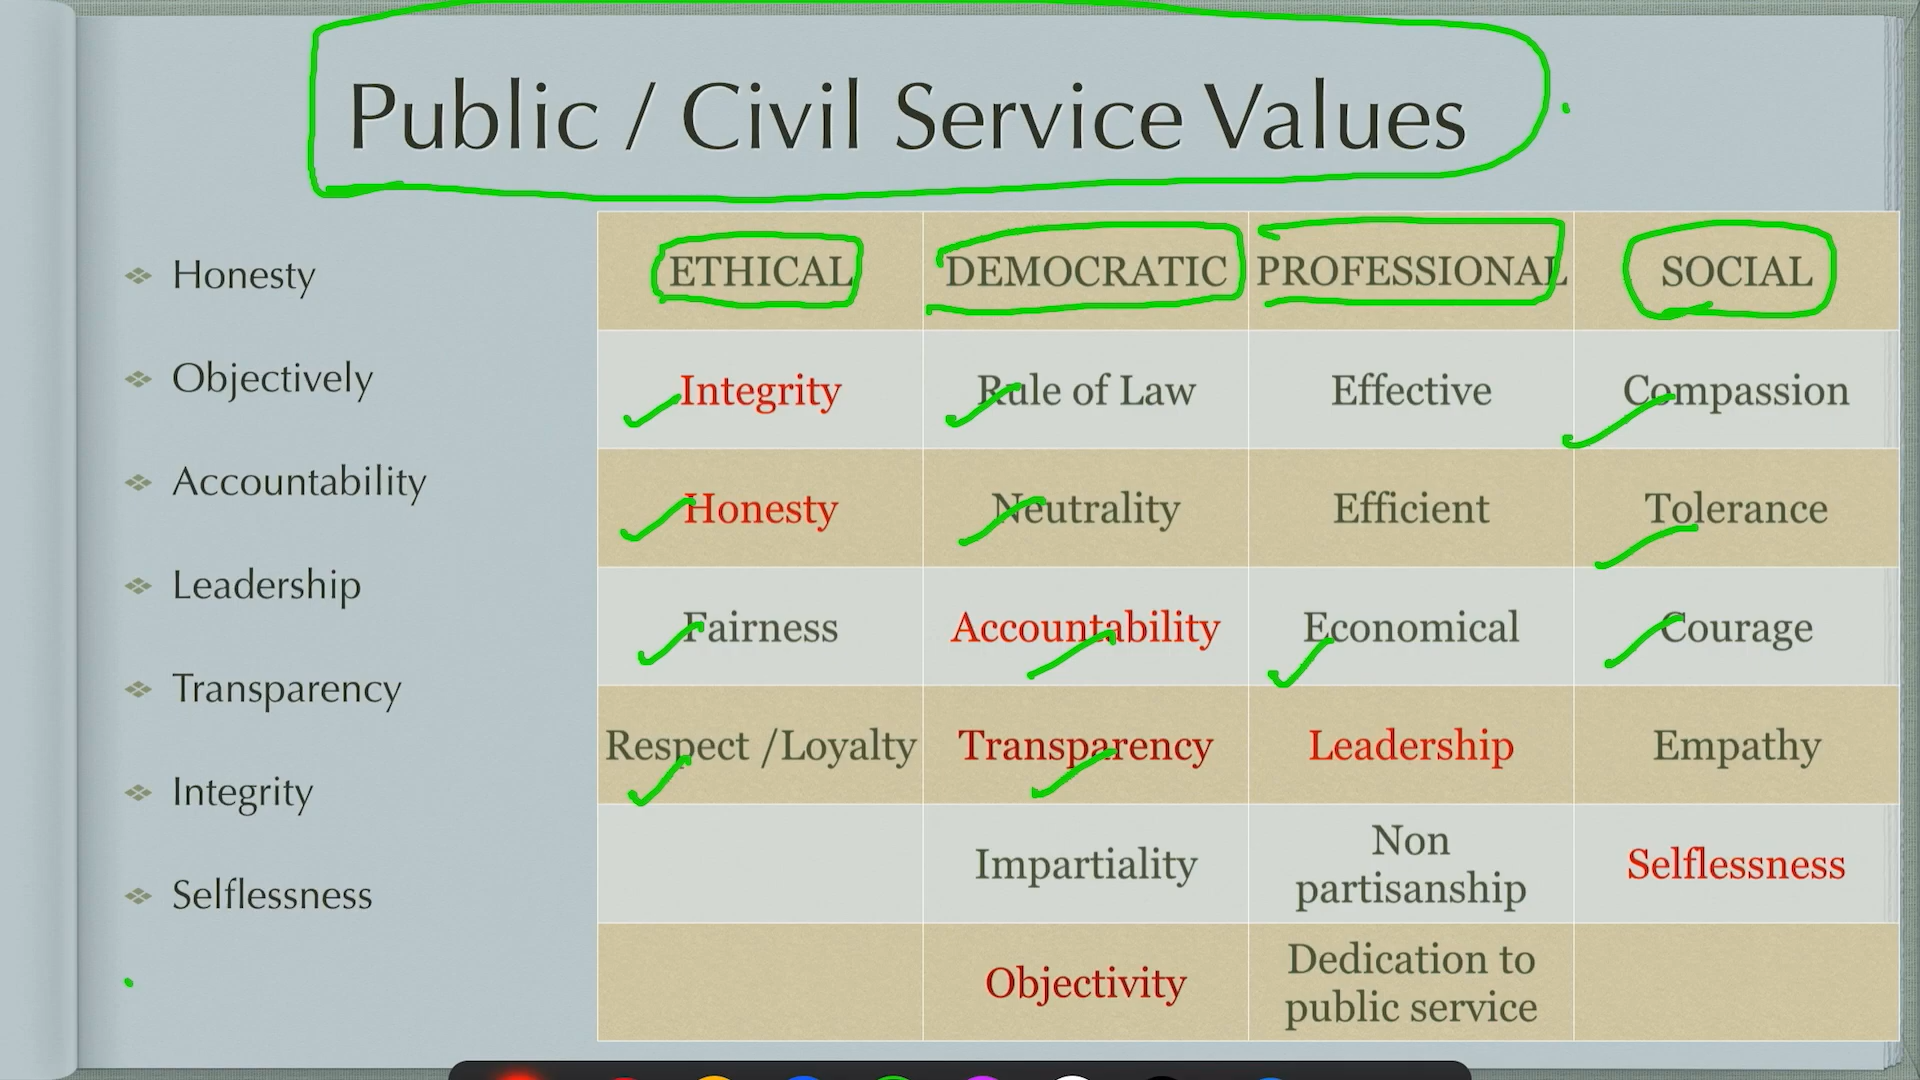 Public / Civil Service Values
Honesty
Objectively
Accountability
Leadership
Transparency
Integrity
Selflessness
ETHICAL DEMOCRATIC PROFESSIONAL SOCIAL
Integrity Rule of Law Effective Compassion
Honesty Neutrality Efficient Tolerance
Fairness Accountability Economical Courage
Respect /Loyalty Transparency Leadership Empathy
Impartiality Non partisanship Selflessness
Objectivity Dedication to public service